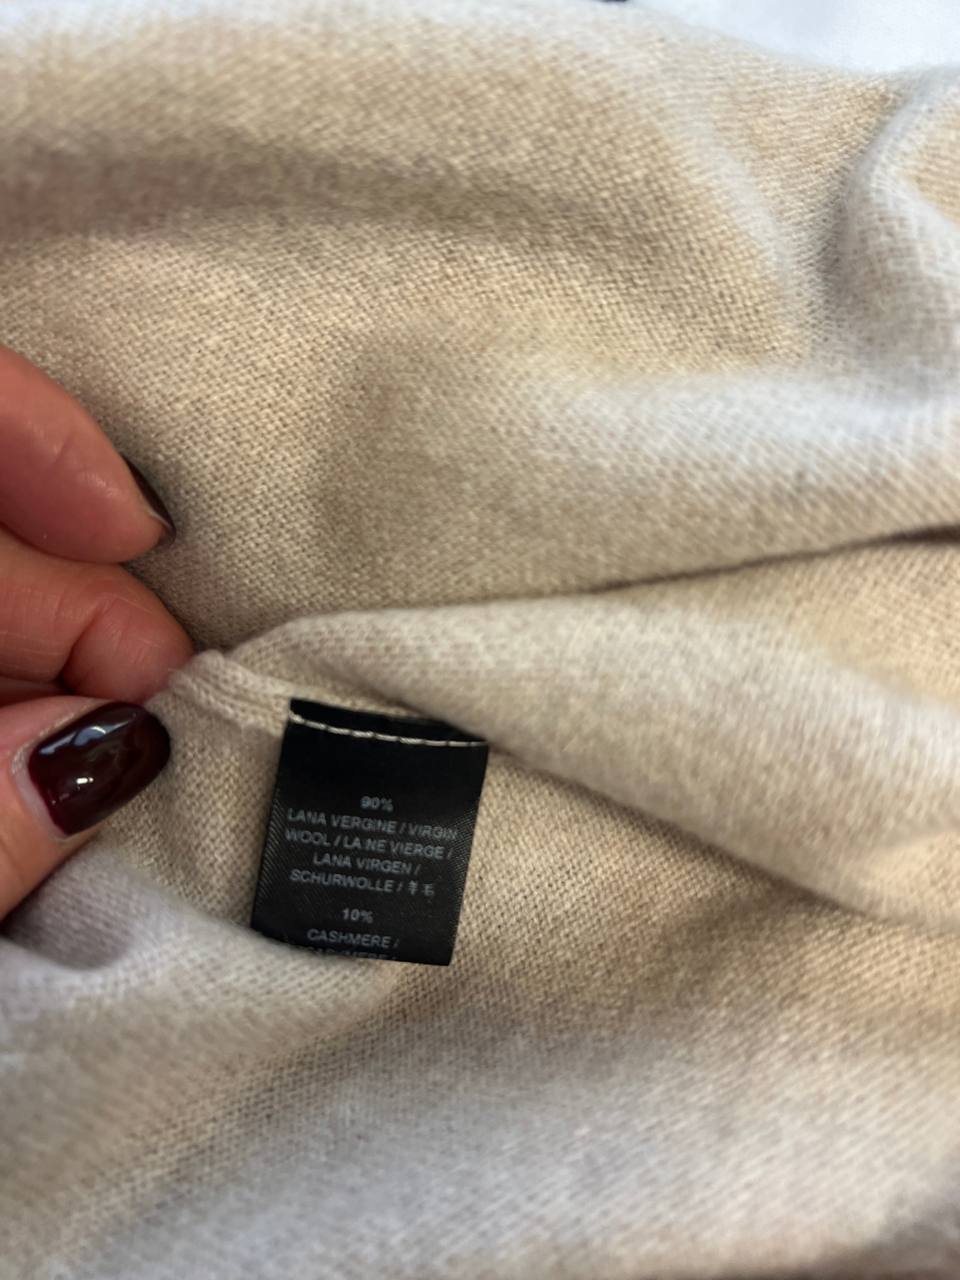 90%
LANA VERGINE / VIRGIN
WOOL / LAINE VIERGE /
LANA VIRGEN /
SCHURWOLLE / 羊毛
10%
CASHMERE /